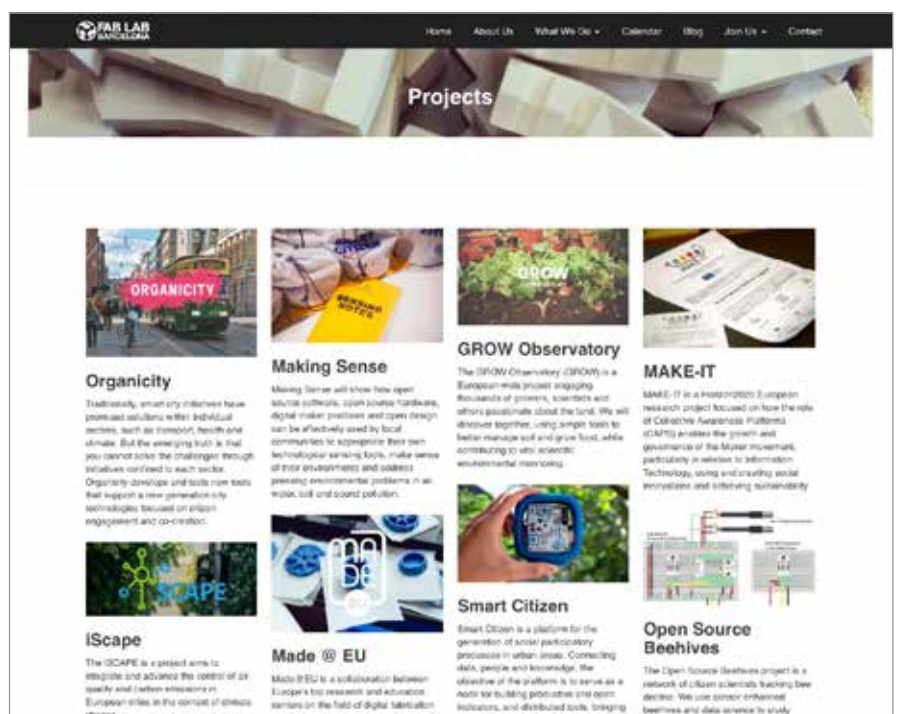 FAB LAB
BARCELONA
Home About Us What We Do Calendar Blog Join Us Contact
Projects
ORGANICITY
Organicity
Traditionally, smart city initiatives have
promised solutions within individual
sectors, such as transport, health and
climate. But the emerging truth is that
you cannot solve the challenges through
initiatives confined to each sector.
Organicity develops and tests new tools
that support a new generation city
technologies focused on citizen
engagement and co-creation.
SCAPE
iScape
The iSCAPE is a project aims to
integrate and advance the control of air
quality and carbon emissions in
European cities in the context of climate
SENSING
NOTES
Making Sense
Making Sense will show how open
source software, open source hardware,
digital maker practices and open design
can be effectively used by local
communities to appropriate their own
technological sensing tools, make sense
of their environments and address
pressing environmental problems in air,
water, soil and sound pollution.
MADE
Made @ EU
Made @ EU is a collaboration between
Europe's top research and education
centers on the field of digital fabrication
GROW
GROW Observatory
The GROW Observatory (GROW) is a
European-wide project engaging
thousands of growers, scientists and
others passionate about the land. We will
discover together, using simple tools to
better manage soil and grow food, while
contributing to vital scientific
environmental monitoring.
Smart Citizen
Smart Citizen is a platform for the
generation of social participatory
processes in urban areas. Connecting
data, people and knowledge, the
objective of the platform is to serve as a
node for building productive and open
indicators, and distributed tools, bringing
MAKE-IT
MAKE-IT is a Horizon2020 European
research project focused on how the role
of Collective Awareness Platforms
(CAPS) enables the growth and
governance of the Maker movement,
particularly in relation to Information
Technology, using and creating social
innovations and achieving sustainability
Open Source
Beehives
The Open Source Beehives project is a
network of citizen scientists tracking bee
decline. We use sensor enhanced
beehives and data science to study